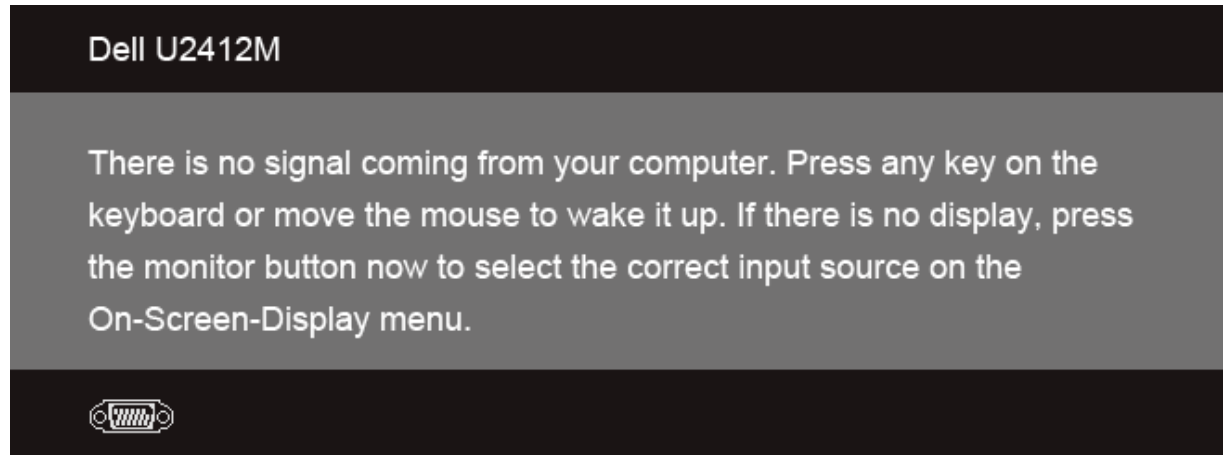 Dell U2412M
There is no signal coming from your computer. Press any key on the
keyboard or move the mouse to wake it up. If there is no display, press
the monitor button now to select the correct input source on the
On-Screen-Display menu.